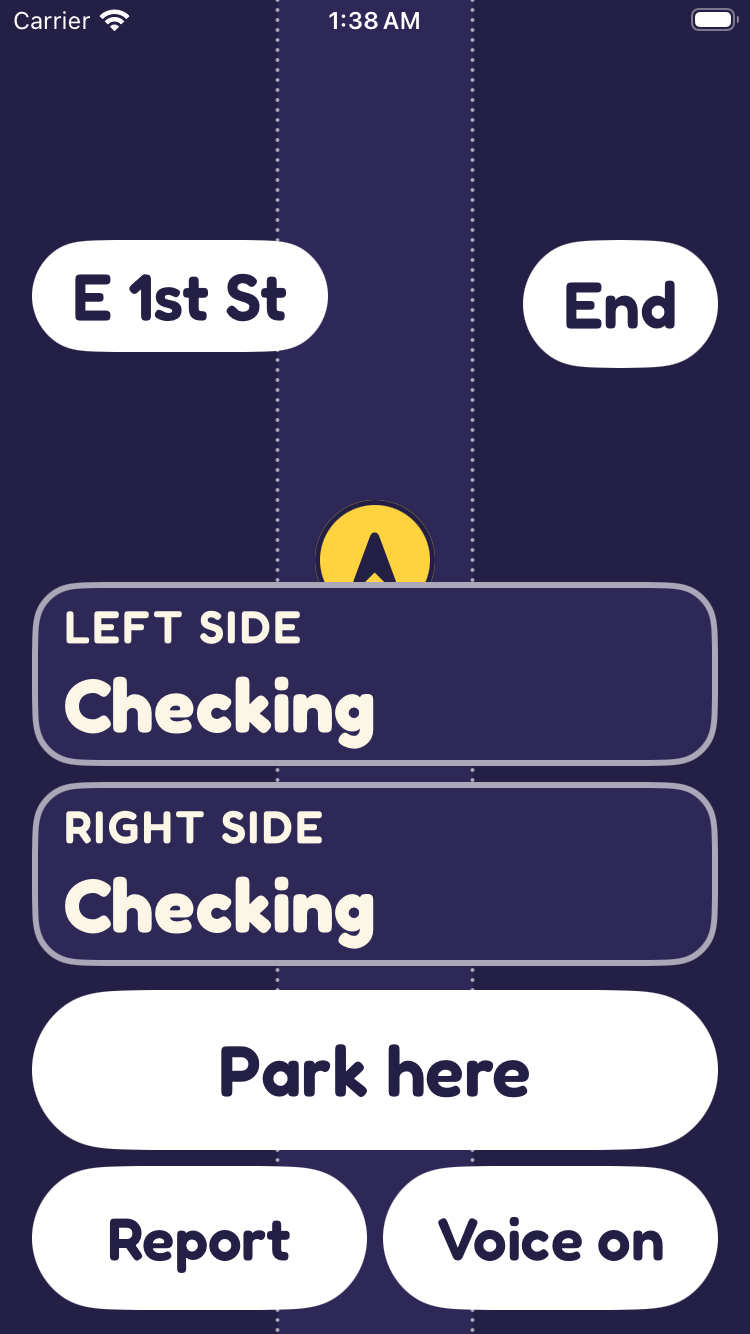 Carrier
1:38 AM
E 1st St
End
LEFT SIDE
Checking
RIGHT SIDE
Checking
Park here
Report
Voice on